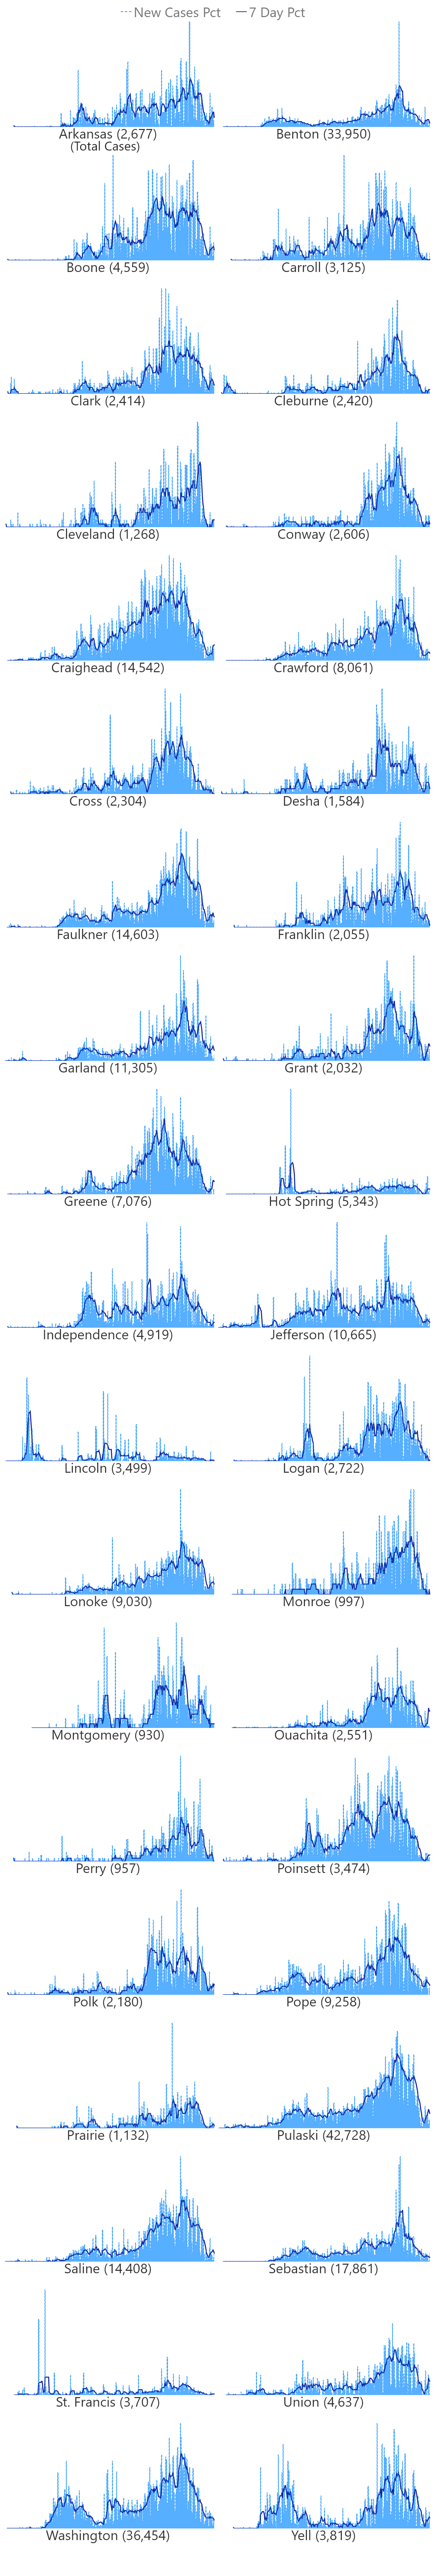 New Cases Pct 7 Day Pct
Arkansas (2,677) Benton (33,950)
(Total Cases)
Boone (4,559) Carroll (3,125)
Clark (2,414) Cleburne (2,420)
Cleveland (1,268) Conway (2,606)
Craighead (14,542) Crawford (8,061)
Cross (2,304) Desha (1,584)
Faulkner (14,603) Franklin (2,055)
Garland (11,305) Grant (2,032)
Greene (7,076) Hot Spring (5,343)
Independence (4,919) Jefferson (10,665)
Lincoln (3,499) Logan (2,722)
Lonoke (9,030) Monroe (997)
Montgomery (930) Ouachita (2,551)
Perry (957) Poinsett (3,474)
Polk (2,180) Pope (9,258)
Prairie (1,132) Pulaski (42,728)
Saline (14,408) Sebastian (17,861)
St. Francis (3,707) Union (4,637)
Washington (36,454) Yell (3,819)